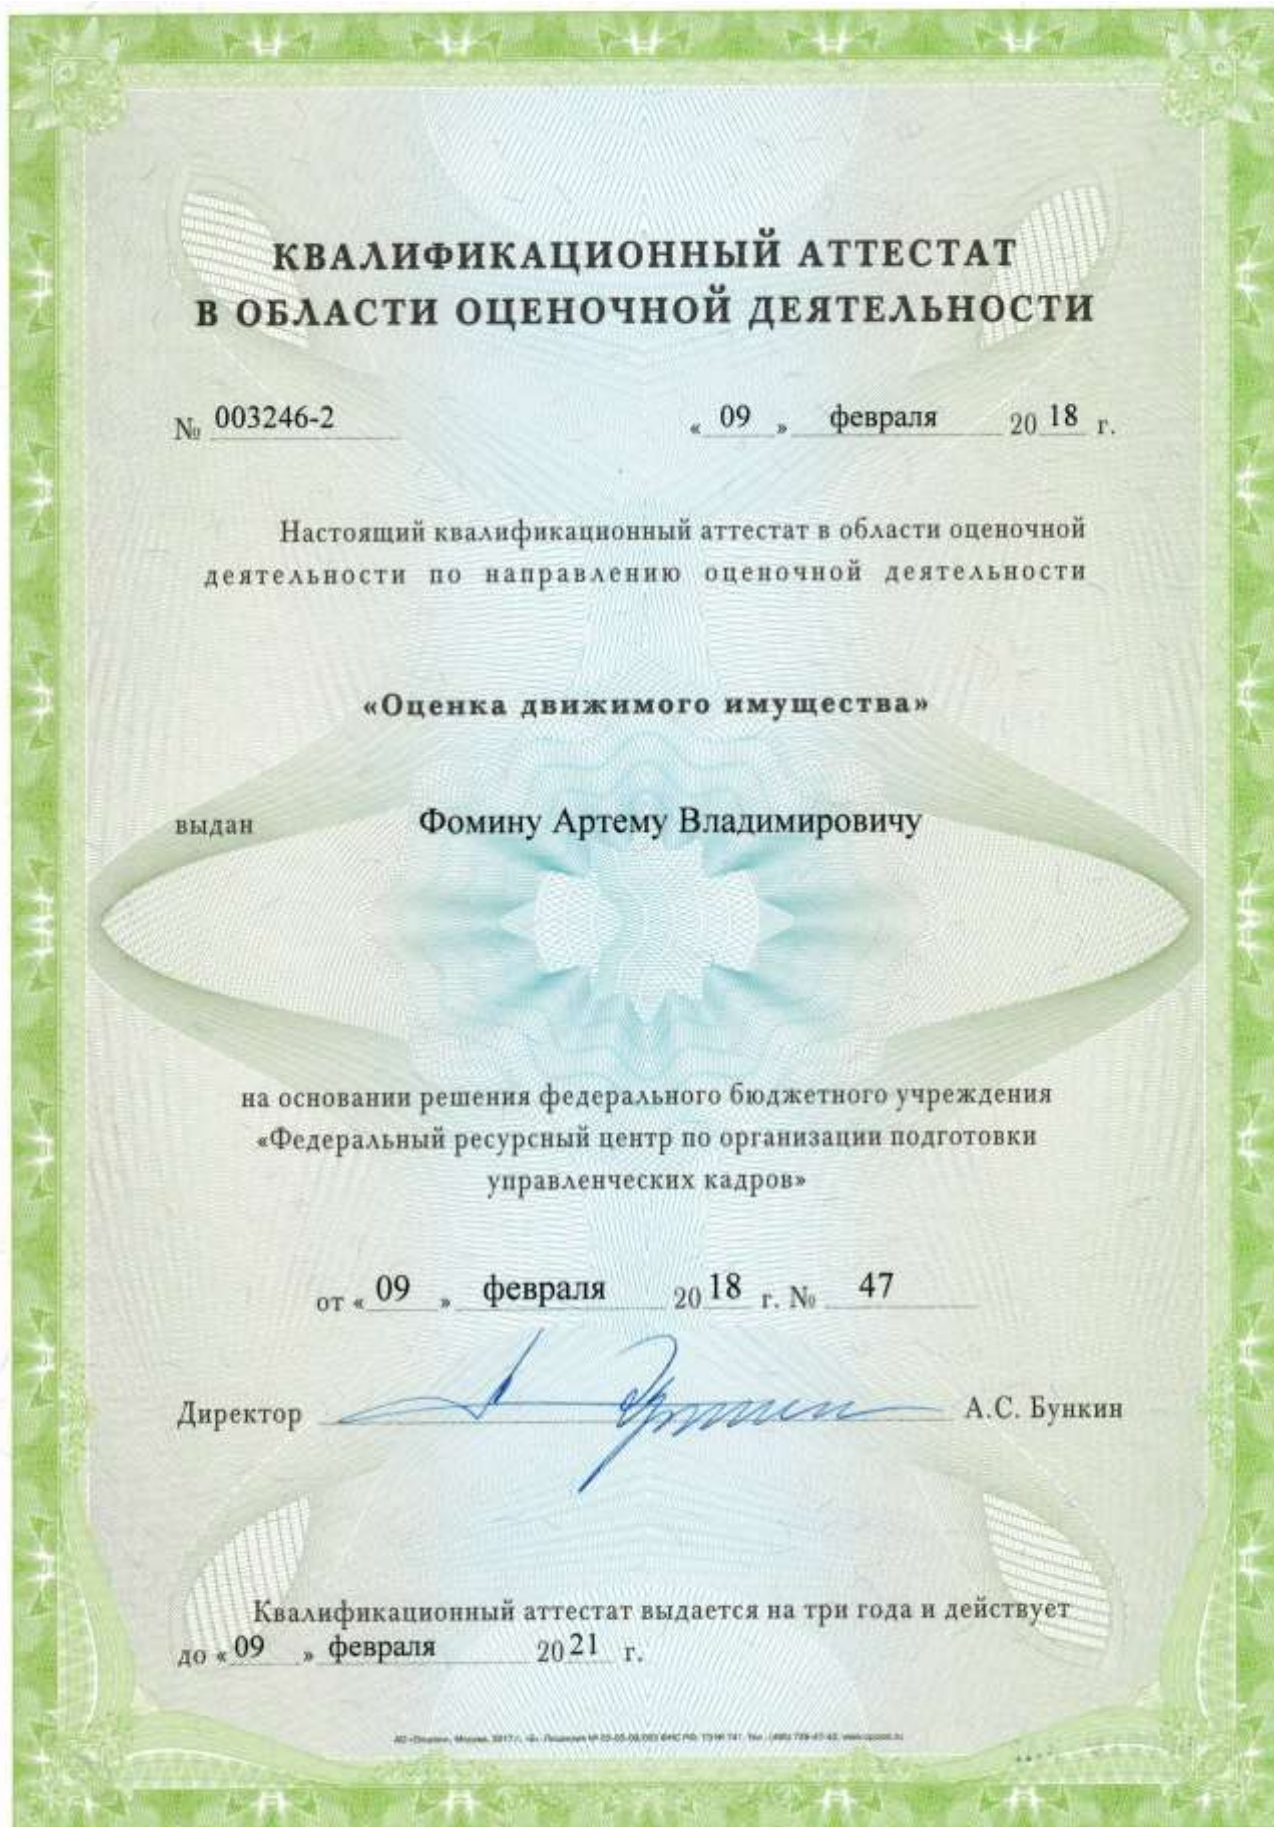 КВАЛИФИКАЦИОННЫЙ АТТЕСТАТ
В ОБЛАСТИ ОЦЕНОЧНОЙ ДЕЯТЕЛЬНОСТИ
№ 003246-2 « 09 » февраля 20 18 г.
Настоящий квалификационный аттестат в области оценочной
деятельности по направлению оценочной деятельности
«Оценка движимого имущества»
выдан Фомину Артему Владимировичу
на основании решения федерального бюджетного учреждения
«Федеральный ресурсный центр по организации подготовки
управленческих кадров»
от « 09 » февраля 20 18 г. № 47
Директор А.С. Бункин
Квалификационный аттестат выдается на три года и действует
до « 09 » февраля 20 21 г.